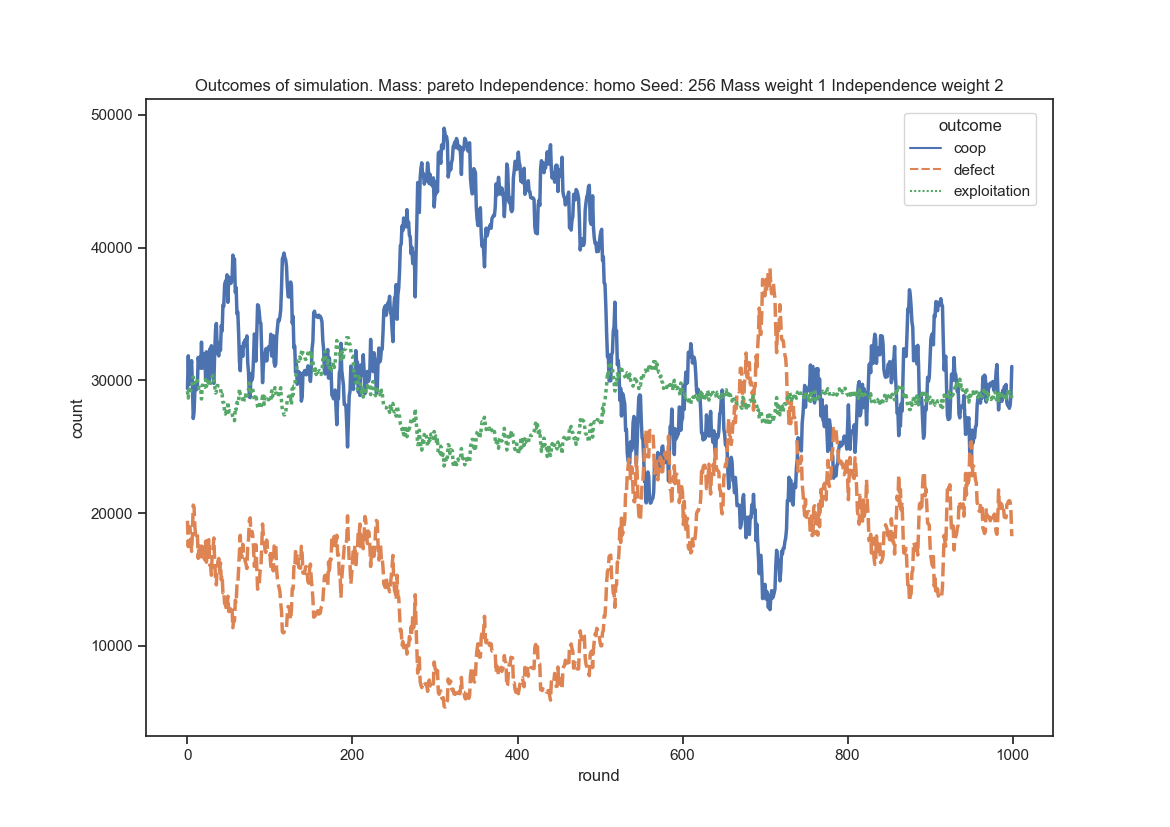 Outcomes of simulation. Mass: pareto Independence: homo Seed: 256 Mass weight 1 Independence weight 2
50000
40000
30000
20000
10000
count
outcome
coop
defect
exploitation
0
200
400
600
800
1000
round